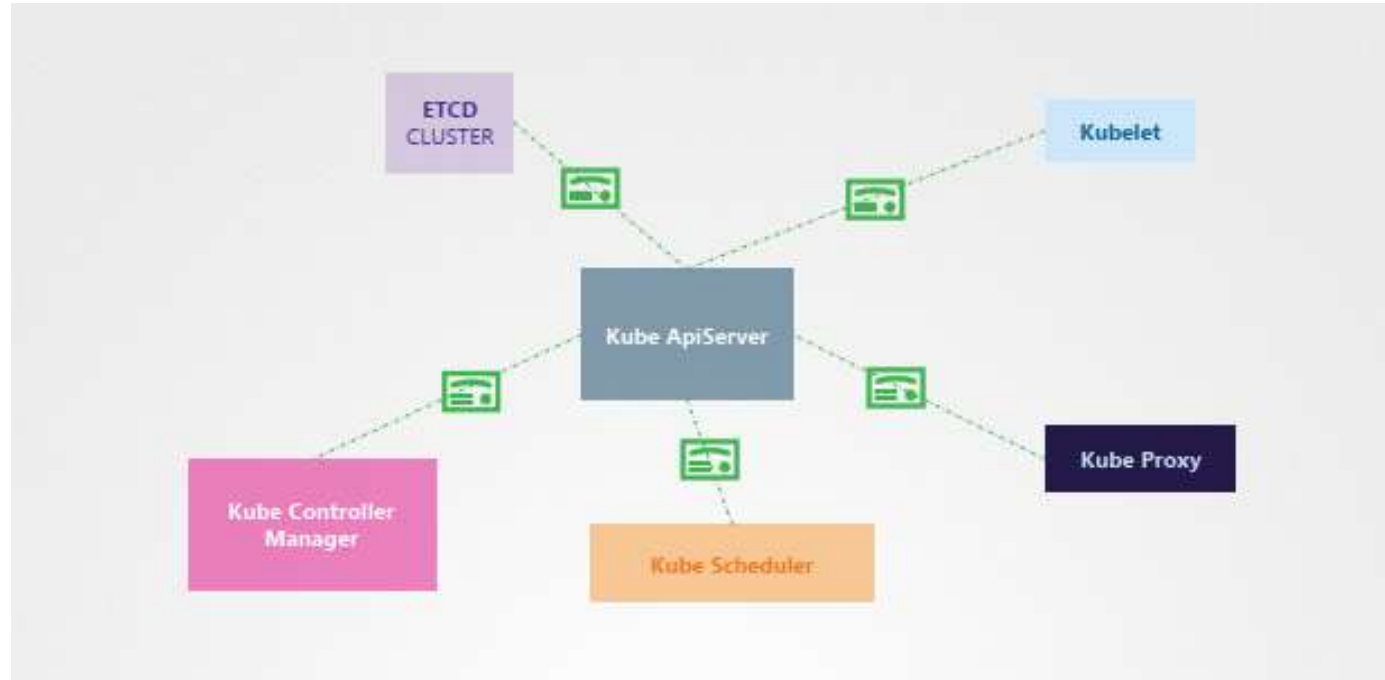 ETCD
CLUSTER
Kubelet
Kube ApiServer
Kube Proxy
Kube Controller
Manager
Kube Scheduler